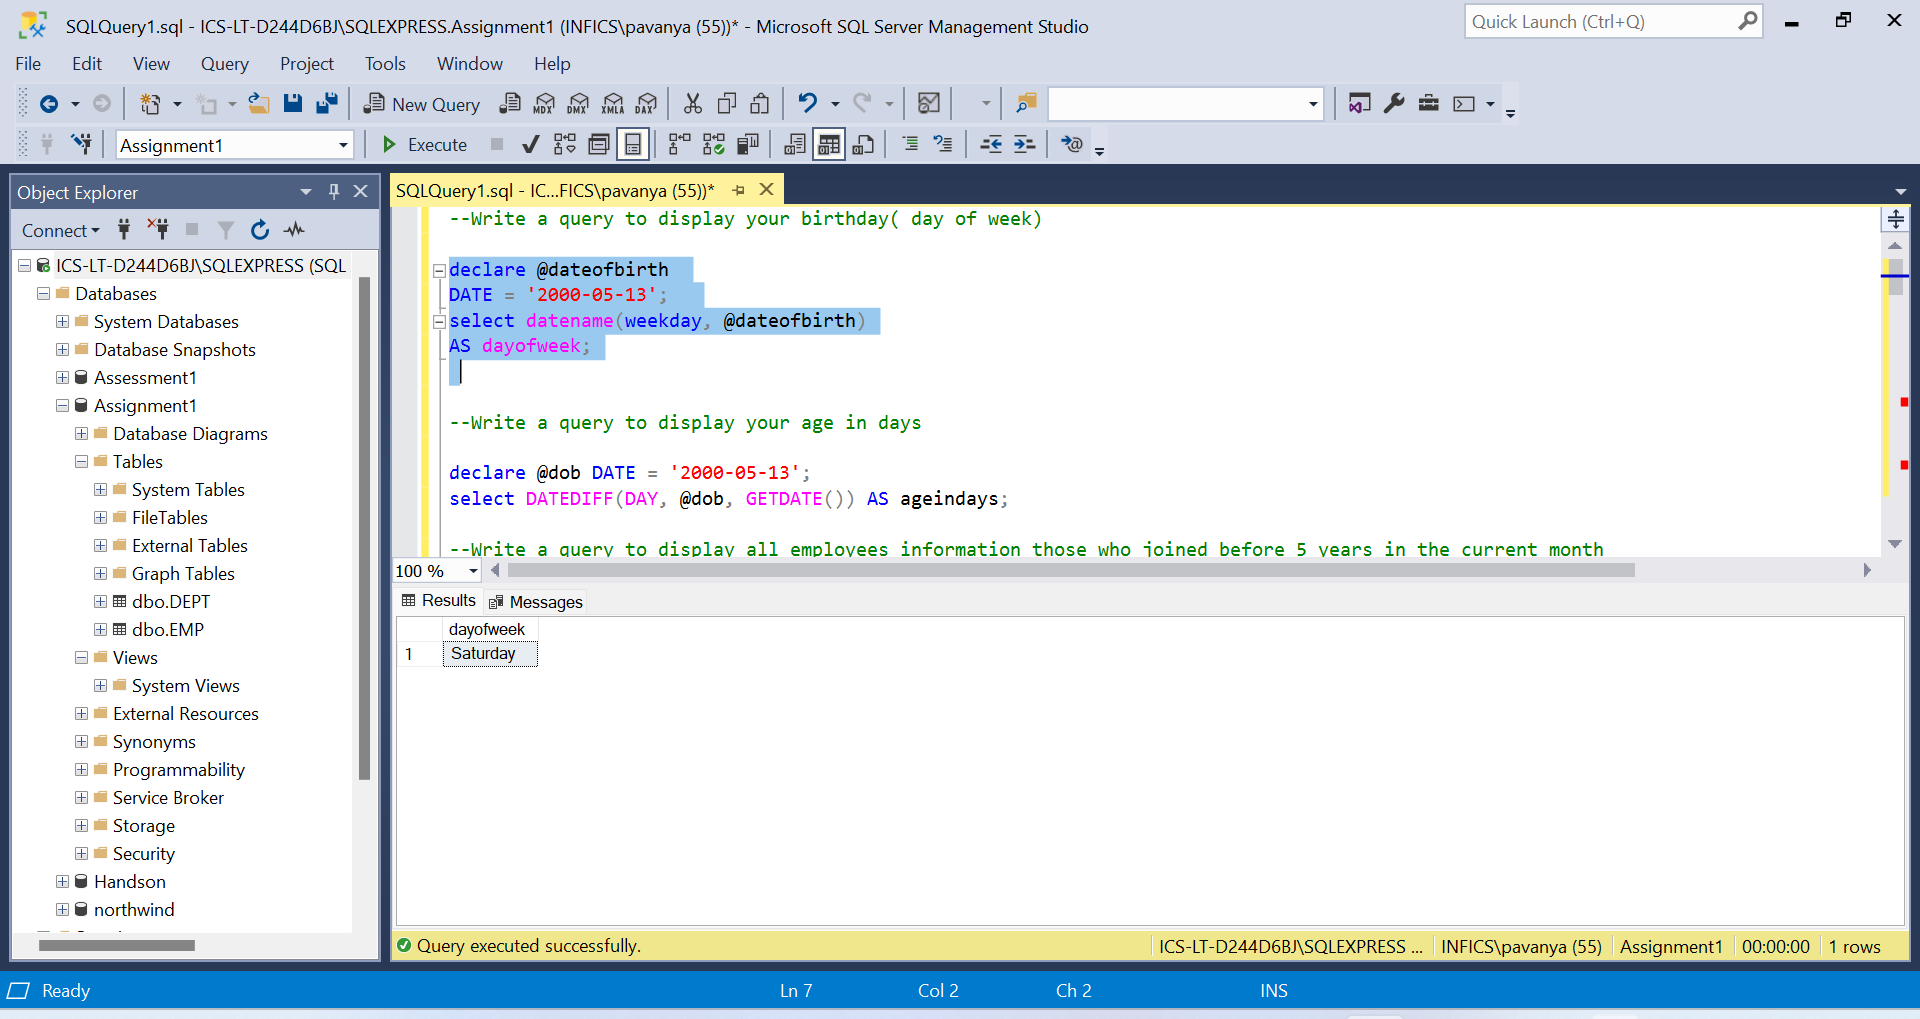 SQLQuery1.sql - ICS-LT-D244D6BJ\SQLEXPRESS.Assignment1 (INFICS\pavanya (55))* - Microsoft SQL Server Management Studio
Quick Launch (Ctrl+Q)
File Edit View Query Project Tools Window Help
New Query MDX DMX XMLA DAX
Assignment1 Execute
Object Explorer
Connect
ICS-LT-D244D6BJ\SQLEXPRESS (SQL
Databases
System Databases
Database Snapshots
Assessment1
Assignment1
Database Diagrams
Tables
System Tables
FileTables
External Tables
Graph Tables
dbo.DEPT
dbo.EMP
Views
System Views
External Resources
Synonyms
Programmability
Service Broker
Storage
Security
Handson
northwind
SQLQuery1.sql - IC...FICS\pavanya (55))*
--Write a query to display your birthday( day of week)
declare @dateofbirth
DATE = '2000-05-13';
select datename(weekday, @dateofbirth)
AS dayofweek;
--Write a query to display your age in days
declare @dob DATE = '2000-05-13';
select DATEDIFF(DAY, @dob, GETDATE()) AS ageindays;
--Write a query to display all employees information those who joined before 5 years in the current month
100 %
Results Messages
dayofweek
1 Saturday
Query executed successfully. ICS-LT-D244D6BJ\SQLEXPRESS ... INFICS\pavanya (55) Assignment1 00:00:00 1 rows
Ready Ln 7 Col 2 Ch 2 INS